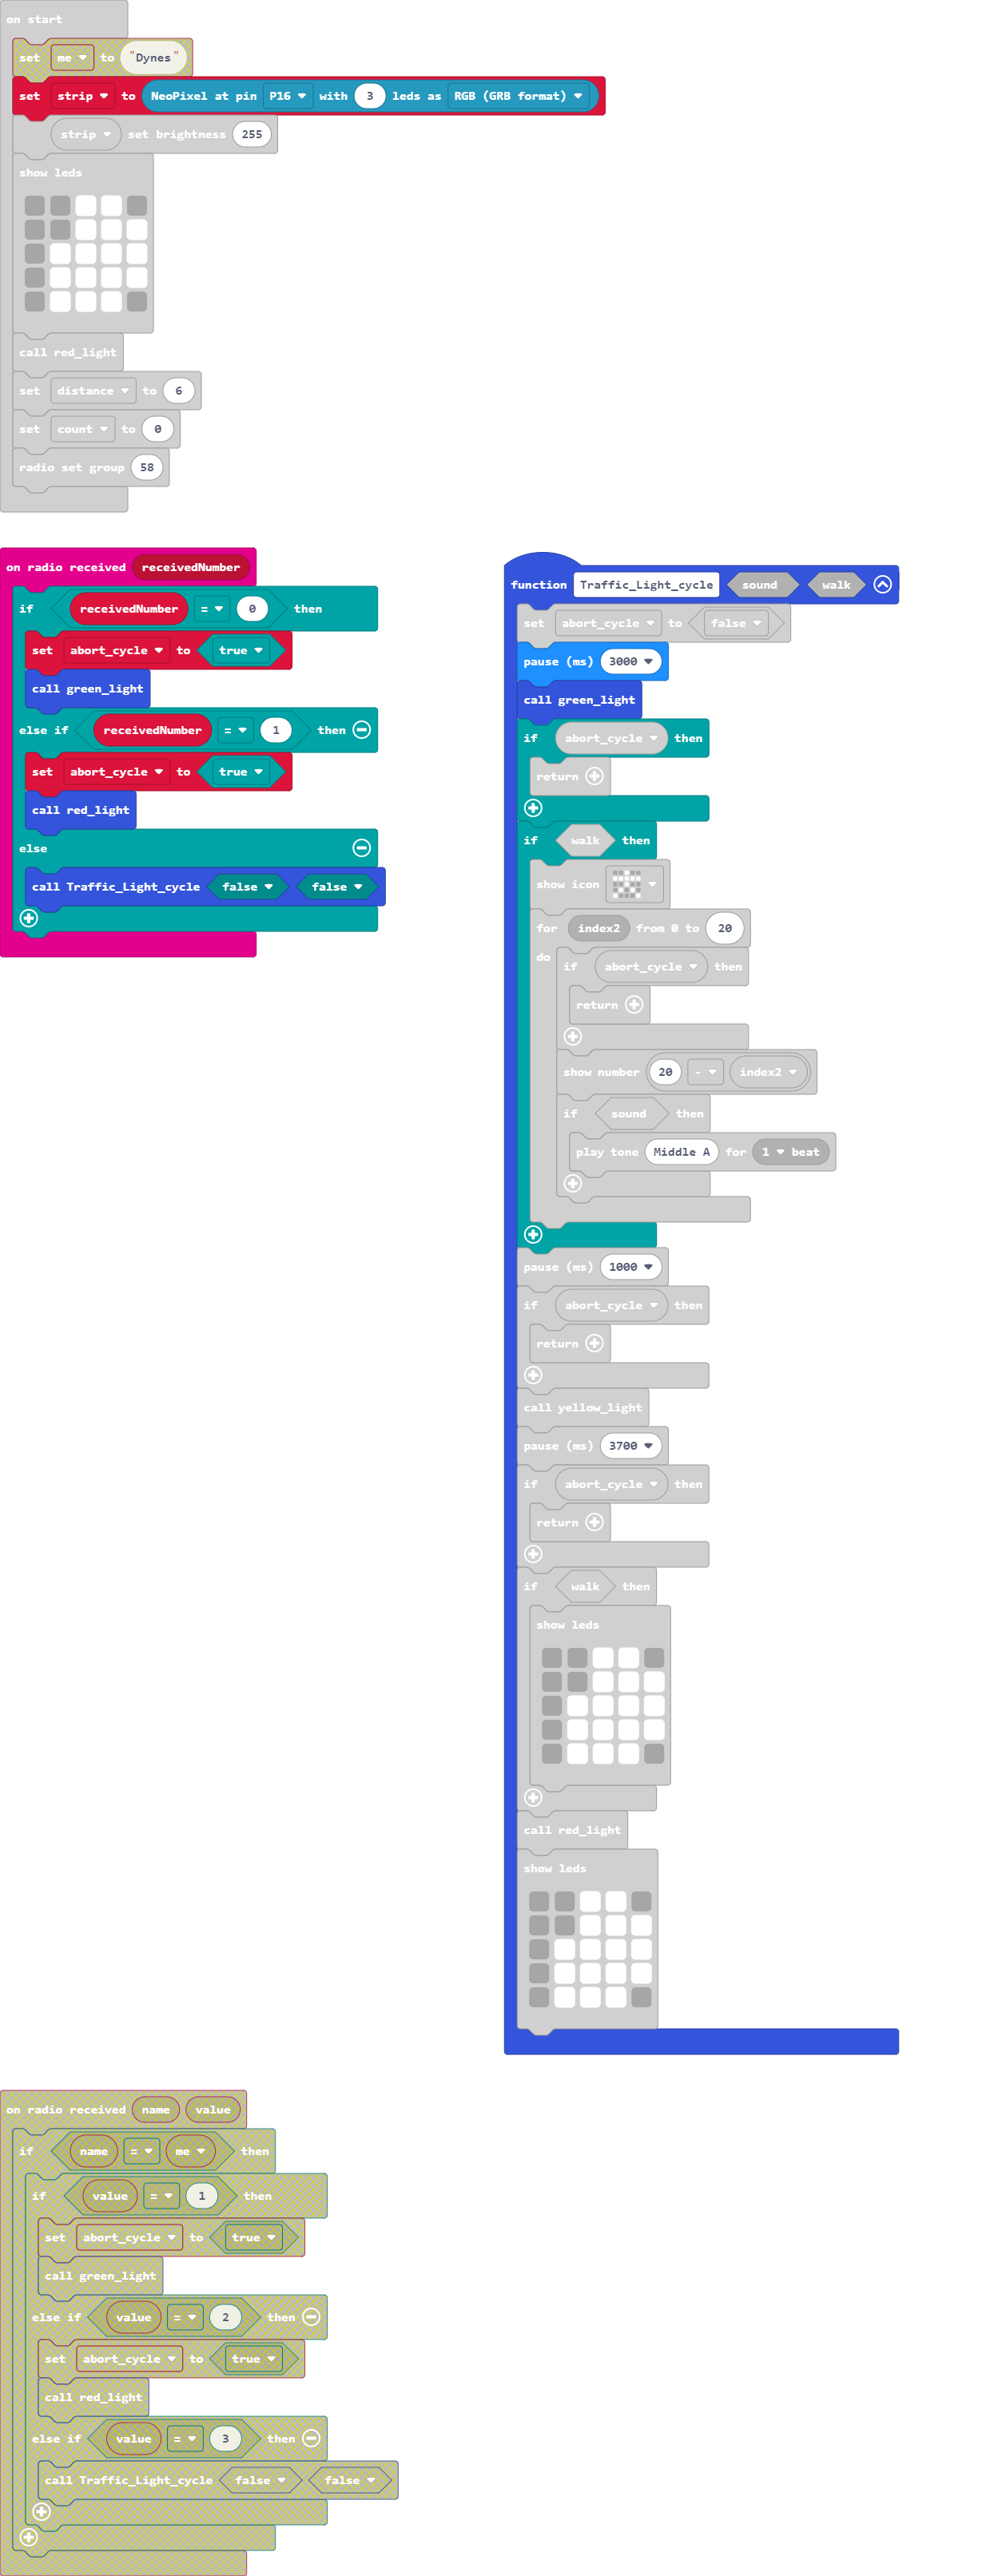 on start
set me to "Dynes"
set strip to NeoPixel at pin P16 with 3 leds as RGB (GRB format)
strip set brightness 255
show leds
call red_light
set distance to 6
set count to 0
radio set group 58
on radio received receivedNumber
if receivedNumber = 0 then
set abort_cycle to true
call green_light
else if receivedNumber = 1 then
set abort_cycle to true
call red_light
else
call Traffic_Light_cycle false false
function Traffic_Light_cycle sound walk
set abort_cycle to false
pause (ms) 3000
call green_light
if abort_cycle then
return
if walk then
show icon
for index2 from 0 to 20
do if abort_cycle then
return
show number 20 - index2
if sound then
play tone Middle A for 1 beat
pause (ms) 1000
if abort_cycle then
return
call yellow_light
pause (ms) 3700
if abort_cycle then
return
if walk then
show leds
call red_light
show leds
on radio received name value
if name = me then
if value = 1 then
set abort_cycle to true
call green_light
else if value = 2 then
set abort_cycle to true
call red_light
else if value = 3 then
call Traffic_Light_cycle false false